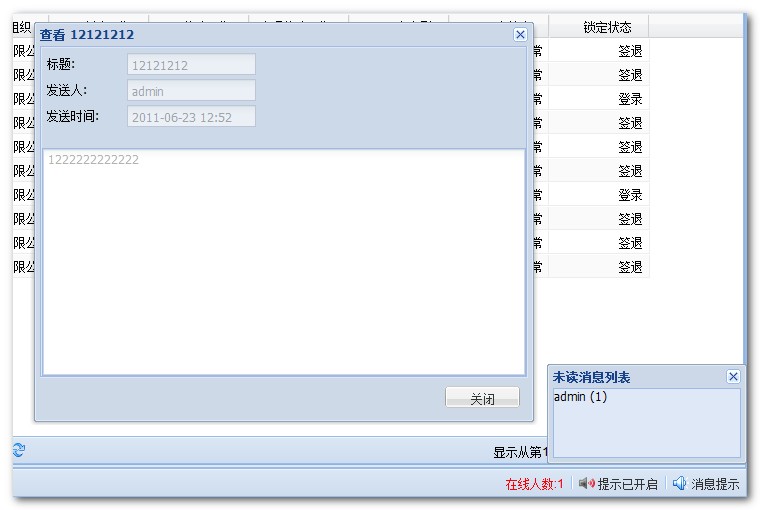 组织
锁定状态
查看 12121212
标题:
12121212
发送人:
admin
发送时间:
2011-06-23 12:52
1222222222222
关闭
限公
常
签退
限公
常
签退
限公
常
登录
限公
常
签退
限公
常
签退
限公
常
签退
限公
常
登录
限公
常
签退
限公
常
签退
限公
常
签退
未读消息列表
admin (1)
显示从第1
在线人数:1
提示已开启
消息提示